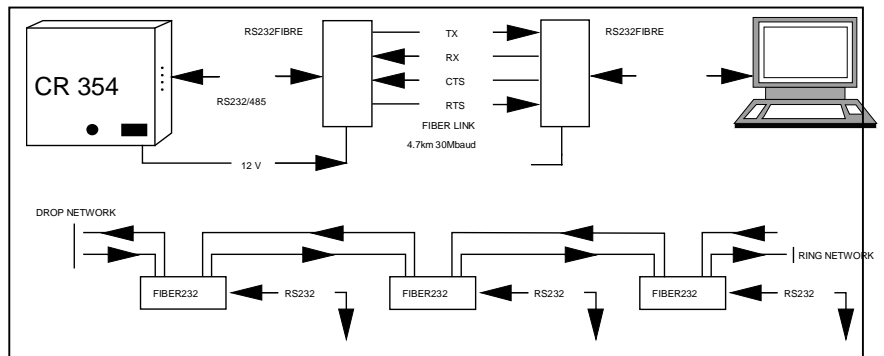 RS232FIBRE
TX
RS232FIBRE
RX
CR 354
CTS
RS232/485
RTS
FIBER LINK
4.7km 30Mbaud
12 V
DROP NETWORK
RING NETWORK
FIBER232
RS232
FIBER232
RS232
FIBER232
RS232